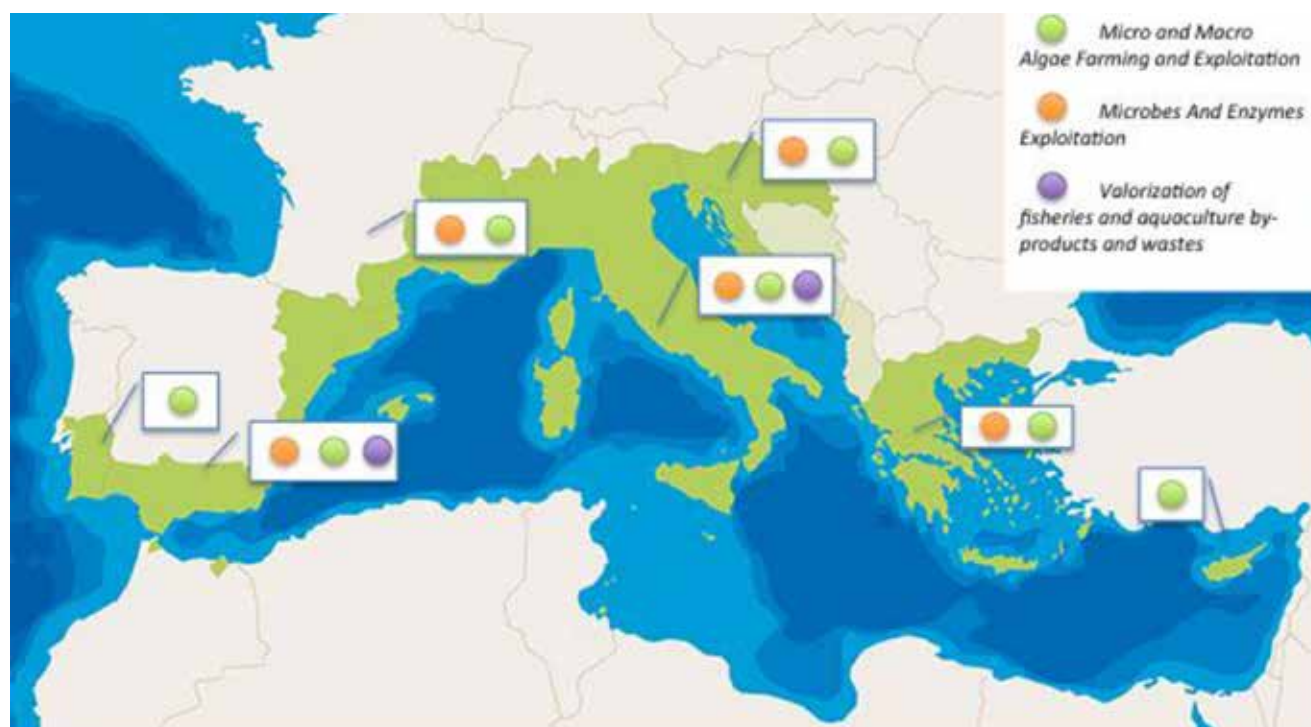 Micro and Macro
Algae Farming and Exploitation
Microbes And Enzymes
Exploitation
Valorization of
fisheries and aquaculture by-
products and wastes